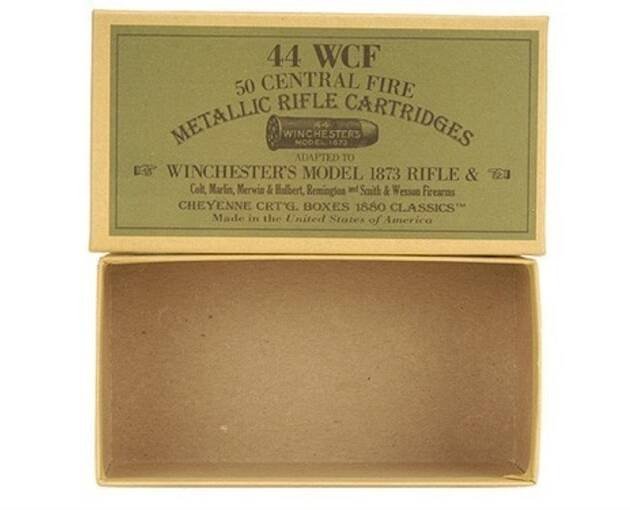 44 WCF
50 CENTRAL FIRE
METALLIC RIFLE CARTRIDGES
44
WINCHESTER'S
MODEL 1873
ADAPTED TO
WINCHESTER'S MODEL 1873 RIFLE &
Colt, Marlin, Merwin & Hulbert, Remington and Smith & Wesson Firearms
CHEYENNE CRT'G. BOXES 1880 CLASSICS™
Made in the United States of America